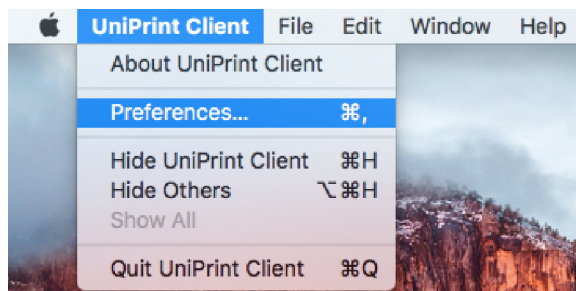 UniPrint Client File Edit Window Help
About UniPrint Client
Preferences... ⌘,
Hide UniPrint Client ⌘H
Hide Others ⌥⌘H
Show All
Quit UniPrint Client ⌘Q